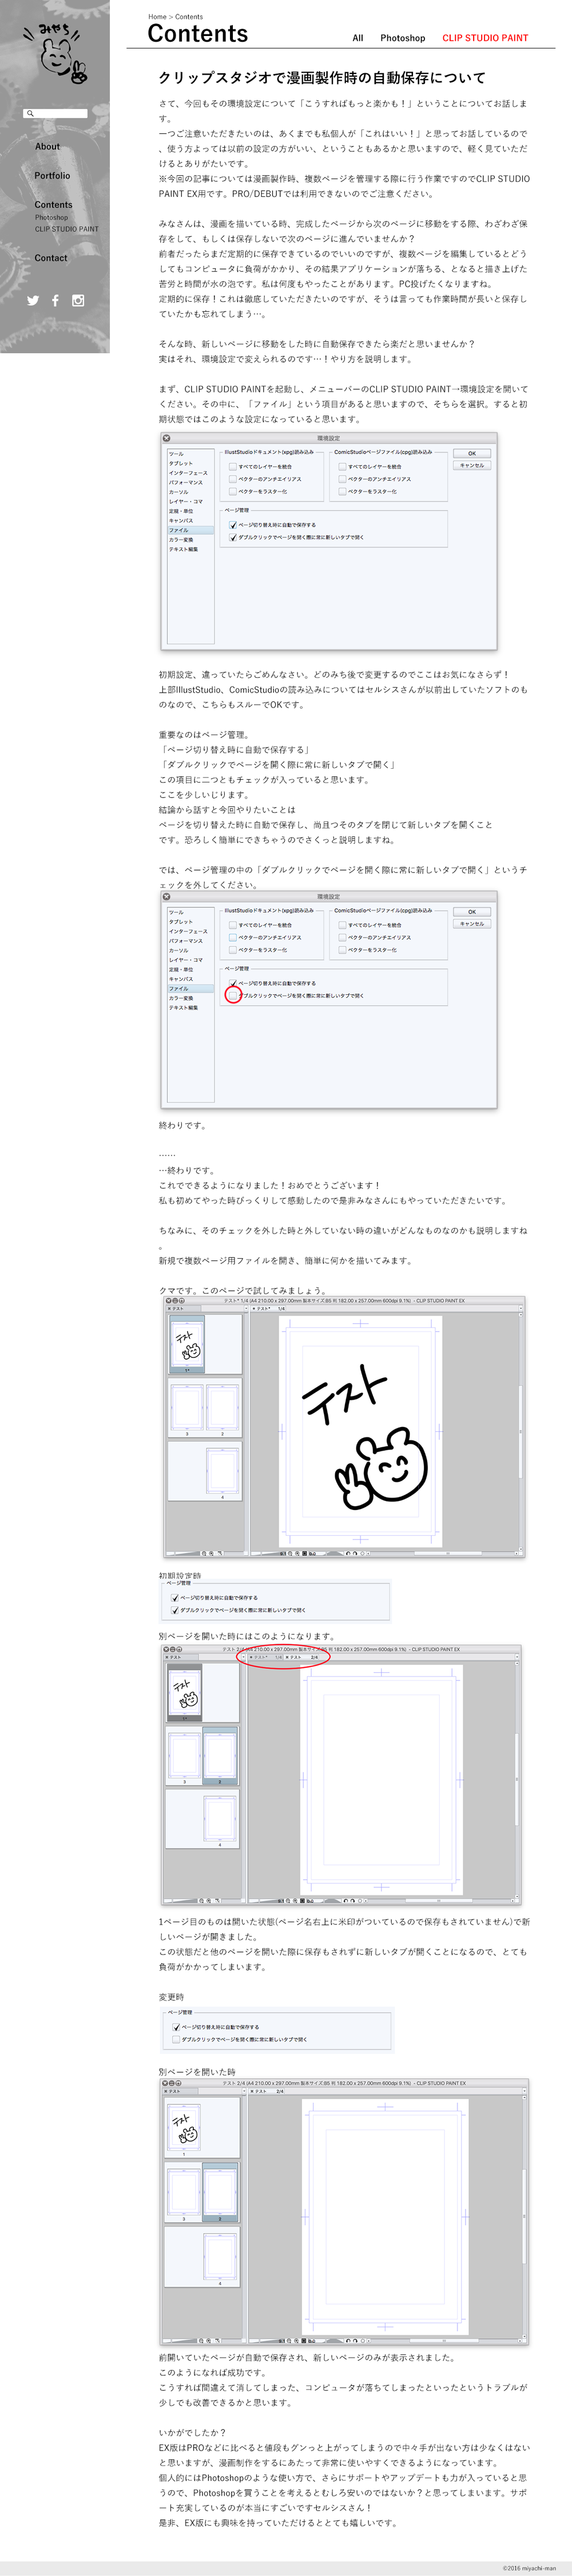 みやち
About
Portfolio
Contents
Photoshop
CLIP STUDIO PAINT
Contact
Home > Contents
Contents
All Photoshop CLIP STUDIO PAINT
クリップスタジオで漫画製作時の自動保存について
さて、今回もその環境設定について「こうすればもっと楽かも！」ということについてお話しま
す。
一つご注意いただきたいのは、あくまでも私個人が「これはいい！」と思ってお話しているので
、使う方よっては以前の設定の方がいい、ということもあるかと思いますので、軽く見ていただ
けるとありがたいです。
※今回の記事については漫画製作時、複数ページを管理する際に行う作業ですのでCLIP STUDIO
PAINT EX用です。PRO/DEBUTでは利用できないのでご注意ください。
みなさんは、漫画を描いている時、完成したページから次のページに移動をする際、わざわざ保
存をして、もしくは保存しないで次のページに進んでいませんか？
前者だったらまだ定期的に保存できているのでいいのですが、複数ページを編集しているとどう
してもコンピュータに負荷がかかり、その結果アプリケーションが落ちる、となると描き上げた
苦労と時間が水の泡です。私は何度もやったことがあります。PC投げたくなりますね。
定期的に保存！これは徹底していただきたいのですが、そうは言っても作業時間が長いと保存し
ていたかも忘れてしまう…。
そんな時、新しいページに移動をした時に自動保存できたら楽だと思いませんか？
実はそれ、環境設定で変えられるのです…！やり方を説明します。
まず、CLIP STUDIO PAINTを起動し、メニューバーのCLIP STUDIO PAINT→環境設定を開いて
ください。その中に、「ファイル」という項目があると思いますので、そちらを選択。すると初
期状態ではこのような設定になっていると思います。
環境設定
ツール
タブレット
インターフェース
パフォーマンス
カーソル
レイヤー・コマ
定規・単位
キャンバス
ファイル
カラー変換
テキスト編集
IllustStudioドキュメント(xpg)読み込み
すべてのレイヤーを統合
ベクターのアンチエイリアス
ベクターをラスター化
ComicStudioページファイル(cpg)読み込み
すべてのレイヤーを統合
ベクターのアンチエイリアス
ベクターをラスター化
OK
キャンセル
ページ管理
ページ切り替え時に自動で保存する
ダブルクリックでページを開く際に常に新しいタブで開く
初期設定、違っていたらごめんなさい。どのみち後で変更するのでここはお気になさらず！
上部IllustStudio、ComicStudioの読み込みについてはセルシスさんが以前出していたソフトのも
のなので、こちらもスルーでOKです。
重要なのはページ管理。
「ページ切り替え時に自動で保存する」
「ダブルクリックでページを開く際に常に新しいタブで開く」
この項目に二つともチェックが入っていると思います。
ここを少しいじります。
結論から話すと今回やりたいことは
ページを切り替えた時に自動で保存し、尚且つそのタブを閉じて新しいタブを開くこと
です。恐ろしく簡単にできちゃうのでさくっと説明しますね。
では、ページ管理の中の「ダブルクリックでページを開く際に常に新しいタブで開く」というチ
ェックを外してください。
環境設定
ツール
タブレット
インターフェース
パフォーマンス
カーソル
レイヤー・コマ
定規・単位
キャンバス
ファイル
カラー変換
テキスト編集
IllustStudioドキュメント(xpg)読み込み
すべてのレイヤーを統合
ベクターのアンチエイリアス
ベクターをラスター化
ComicStudioページファイル(cpg)読み込み
すべてのレイヤーを統合
ベクターのアンチエイリアス
ベクターをラスター化
OK
キャンセル
ページ管理
ページ切り替え時に自動で保存する
ダブルクリックでページを開く際に常に新しいタブで開く
終わりです。
……
…終わりです。
これでできるようになりました！おめでとうございます！
私も初めてやった時びっくりして感動したので是非みなさんにもやっていただきたいです。
ちなみに、そのチェックを外した時と外していない時の違いがどんなものなのかも説明しますね
。
新規で複数ページ用ファイルを開き、簡単に何かを描いてみます。
クマです。このページで試してみましょう。
テスト* 1/4 (A4 210.00 x 297.00mm 製本サイズ:B5 判 182.00 x 257.00mm 600dpi 9.1%) - CLIP STUDIO PAINT EX
テスト
テスト* 1/4
テスト
3 2
4
テスト
初期設定時
ページ管理
ページ切り替え時に自動で保存する
ダブルクリックでページを開く際に常に新しいタブで開く
別ページを開いた時にはこのようになります。
テスト 2/4 (A4 210.00 x 297.00mm 製本サイズ:B5 判 182.00 x 257.00mm 600dpi 9.1%) - CLIP STUDIO PAINT EX
テスト
テスト* 1/4
テスト 2/4
テスト
3
4
1ページ目のものは開いた状態(ページ名右上に米印がついているので保存もされていません)で新
しいページが開きました。
この状態だと他のページを開いた際に保存もされずに新しいタブが開くことになるので、とても
負荷がかかってしまいます。
変更時
ページ管理
ページ切り替え時に自動で保存する
ダブルクリックでページを開く際に常に新しいタブで開く
別ページを開いた時
テスト 2/4 (A4 210.00 x 297.00mm 製本サイズ:B5 判 182.00 x 257.00mm 600dpi 9.1%) - CLIP STUDIO PAINT EX
テスト
テスト 2/4
テスト
1
3
4
前開いていたページが自動で保存され、新しいページのみが表示されました。
このようになれば成功です。
こうすれば間違えて消してしまった、コンピュータが落ちてしまったといったというトラブルが
少しでも改善できるかと思います。
いかがでしたか？
EX版はPROなどに比べると値段もグンっと上がってしまうので中々手が出ない方は少なくはない
と思いますが、漫画制作をするにあたって非常に使いやすくできるようになっています。
個人的にはPhotoshopのような使い方で、さらにサポートやアップデートも力が入っていると思
うので、Photoshopを買うことを考えるとむしろ安いのではないか？と思ってしまいます。サポ
ート充実しているのが本当にすごいですセルシスさん！
是非、EX版にも興味を持っていただけるととても嬉しいです。
©2016 miyachi-man